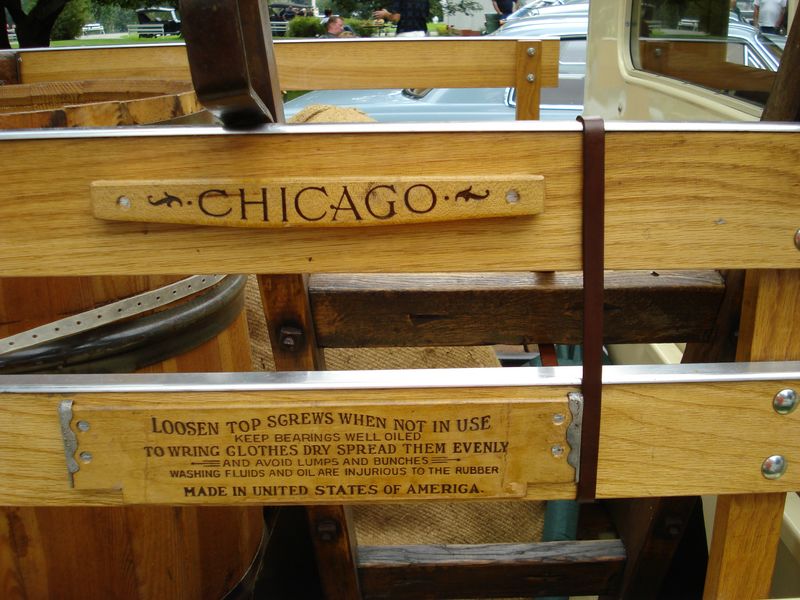 CHICAGO
LOOSEN TOP SCREWS WHEN NOT IN USE
KEEP BEARINGS WELL OILED
TO WRING CLOTHES DRY SPREAD THEM EVENLY
AND AVOID LUMPS AND BUNCHES
WASHING FLUIDS AND OIL ARE INJURIOUS TO THE RUBBER
MADE IN UNITED STATES OF AMERICA.